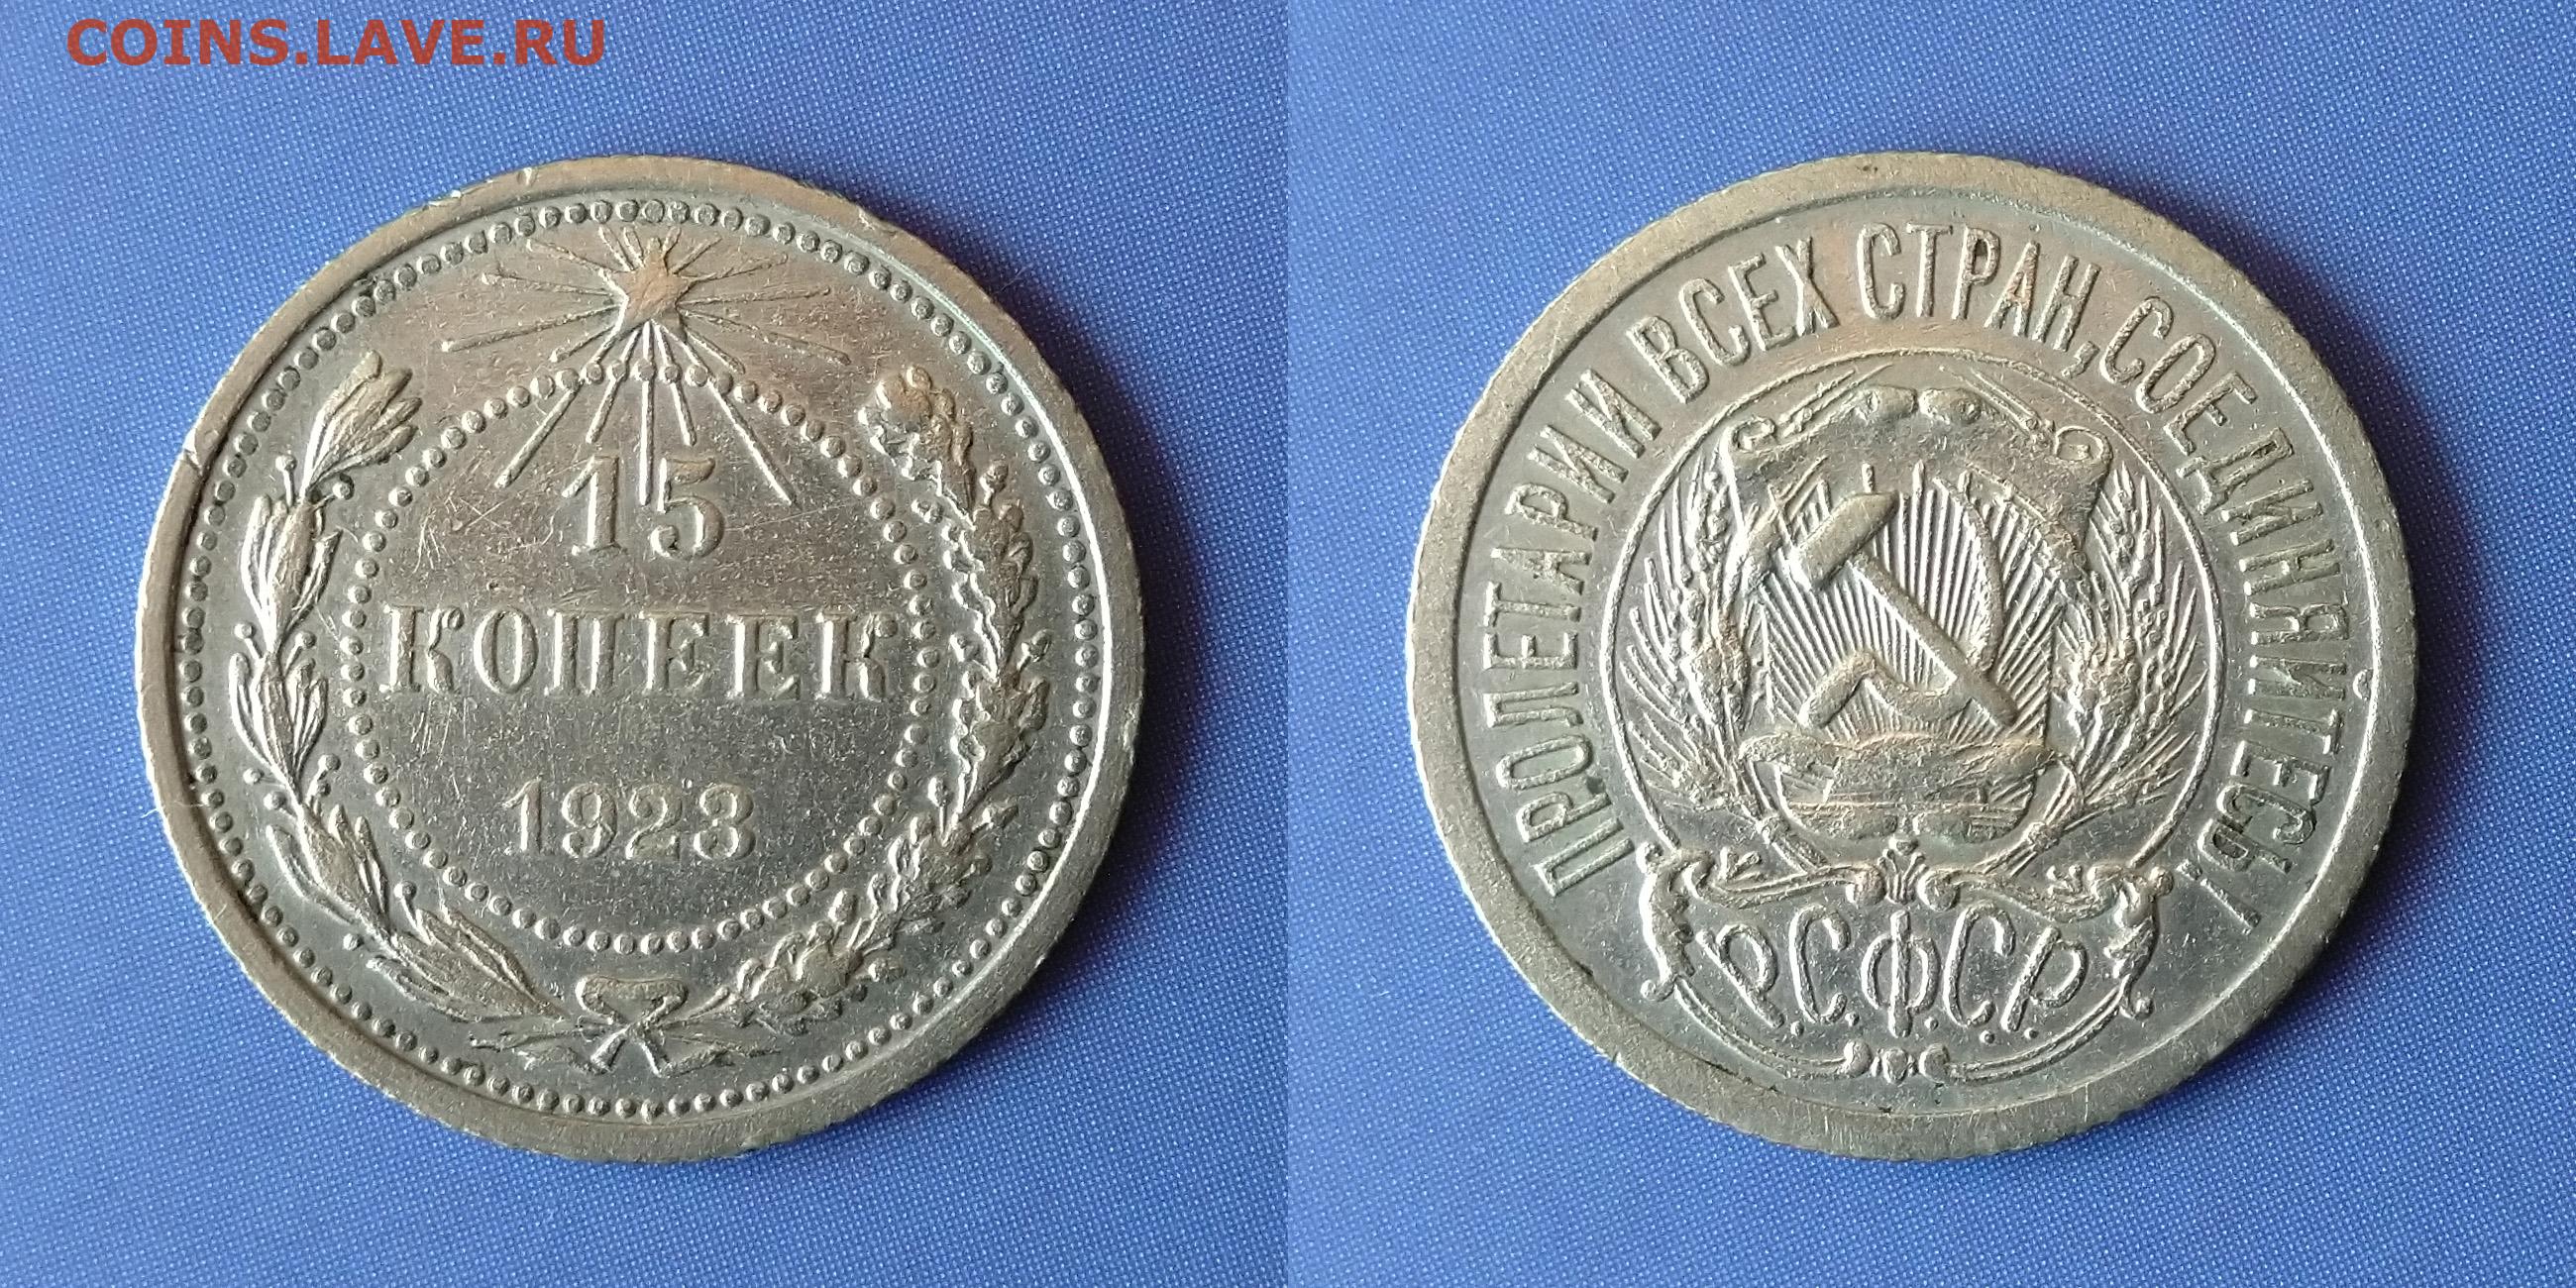 COINS.LAVE.RU
15
КОПЕЕК
1923
ПРОЛЕТАРИИ ВСЕХ СТРАН, СОЕДИНЯЙТЕСЬ!
Р.С.Ф.С.Р.